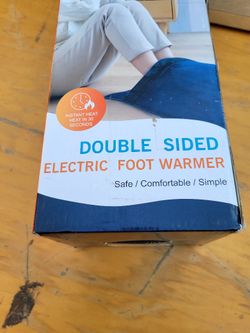 INSTANT HEAT
HEAT IN 30
SECONDS
DOUBLE SIDED
ELECTRIC FOOT WARMER
Safe / Comfortable / Simple